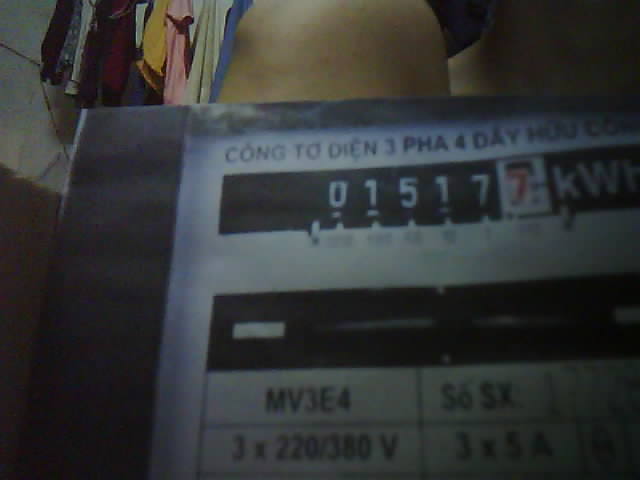 CÔNG TƠ ĐIỆN 3 PHA 4 DÂY HỮU CÔN
01517 7 kWh
MV3E4 Số SX.
3 x 220/380 V 3 x 5 A